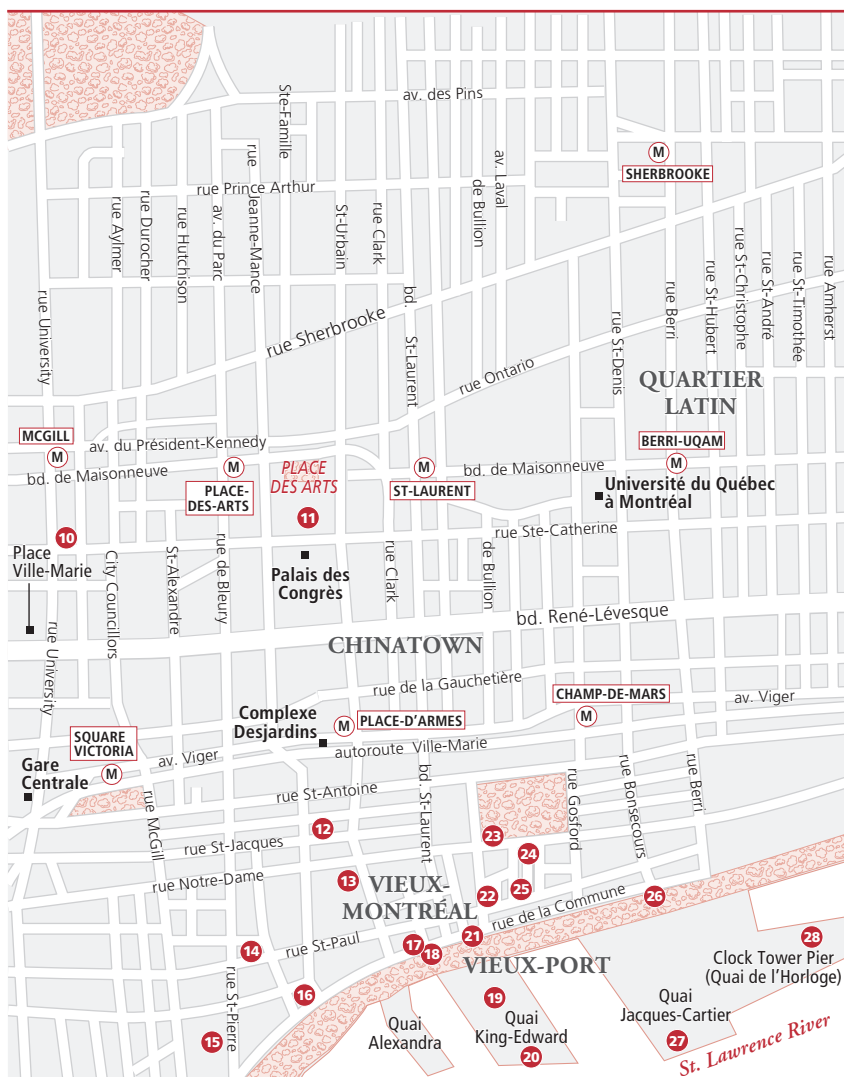 av. des Pins
Ste-Famille
M
SHERBROOKE
rue Prince Arthur
rue Aylmer
rue Durocher
rue Hutchison
av. du Parc
rue Jeanne-Mance
St-Urbain
rue Clark
av. Laval
de Bullion
rue University
rue Sherbrooke
bd. St-Laurent
rue Ontario
rue St-Denis
rue Berri
rue St-Hubert
rue St-Christophe
rue St-André
rue St-Timothée
rue Amherst
QUARTIER
LATIN
MCGILL
M
av. du Président-Kennedy
bd. de Maisonneuve
M
PLACE-
DES-ARTS
PLACE
DES ARTS
11
M
ST-LAURENT
bd. de Maisonneuve
BERRI-UQAM
M
Université du Québec
à Montréal
rue Ste-Catherine
10
Place
Ville-Marie
City Councillors
St-Alexandre
rue de Bleury
Palais des
Congrès
rue Clark
de Bullion
bd. René-Lévesque
CHINATOWN
rue University
rue de la Gauchetière
CHAMP-DE-MARS
M
av. Viger
Complexe
Desjardins
M
PLACE-D'ARMES
autoroute Ville-Marie
SQUARE
VICTORIA
M
av. Viger
Gare
Centrale
rue McGill
rue St-Antoine
bd. St-Laurent
rue Gosford
rue Bonsecours
rue Berri
12
rue St-Jacques
23
24
rue Notre-Dame
13
VIEUX-
MONTRÉAL
22
25
rue de la Commune
26
14
rue St-Paul
17
18
21
VIEUX-PORT
28
Clock Tower Pier
(Quai de l'Horloge)
rue St-Pierre
16
15
Quai
Alexandra
19
Quai
King-Edward
20
Quai
Jacques-Cartier
27
St. Lawrence River